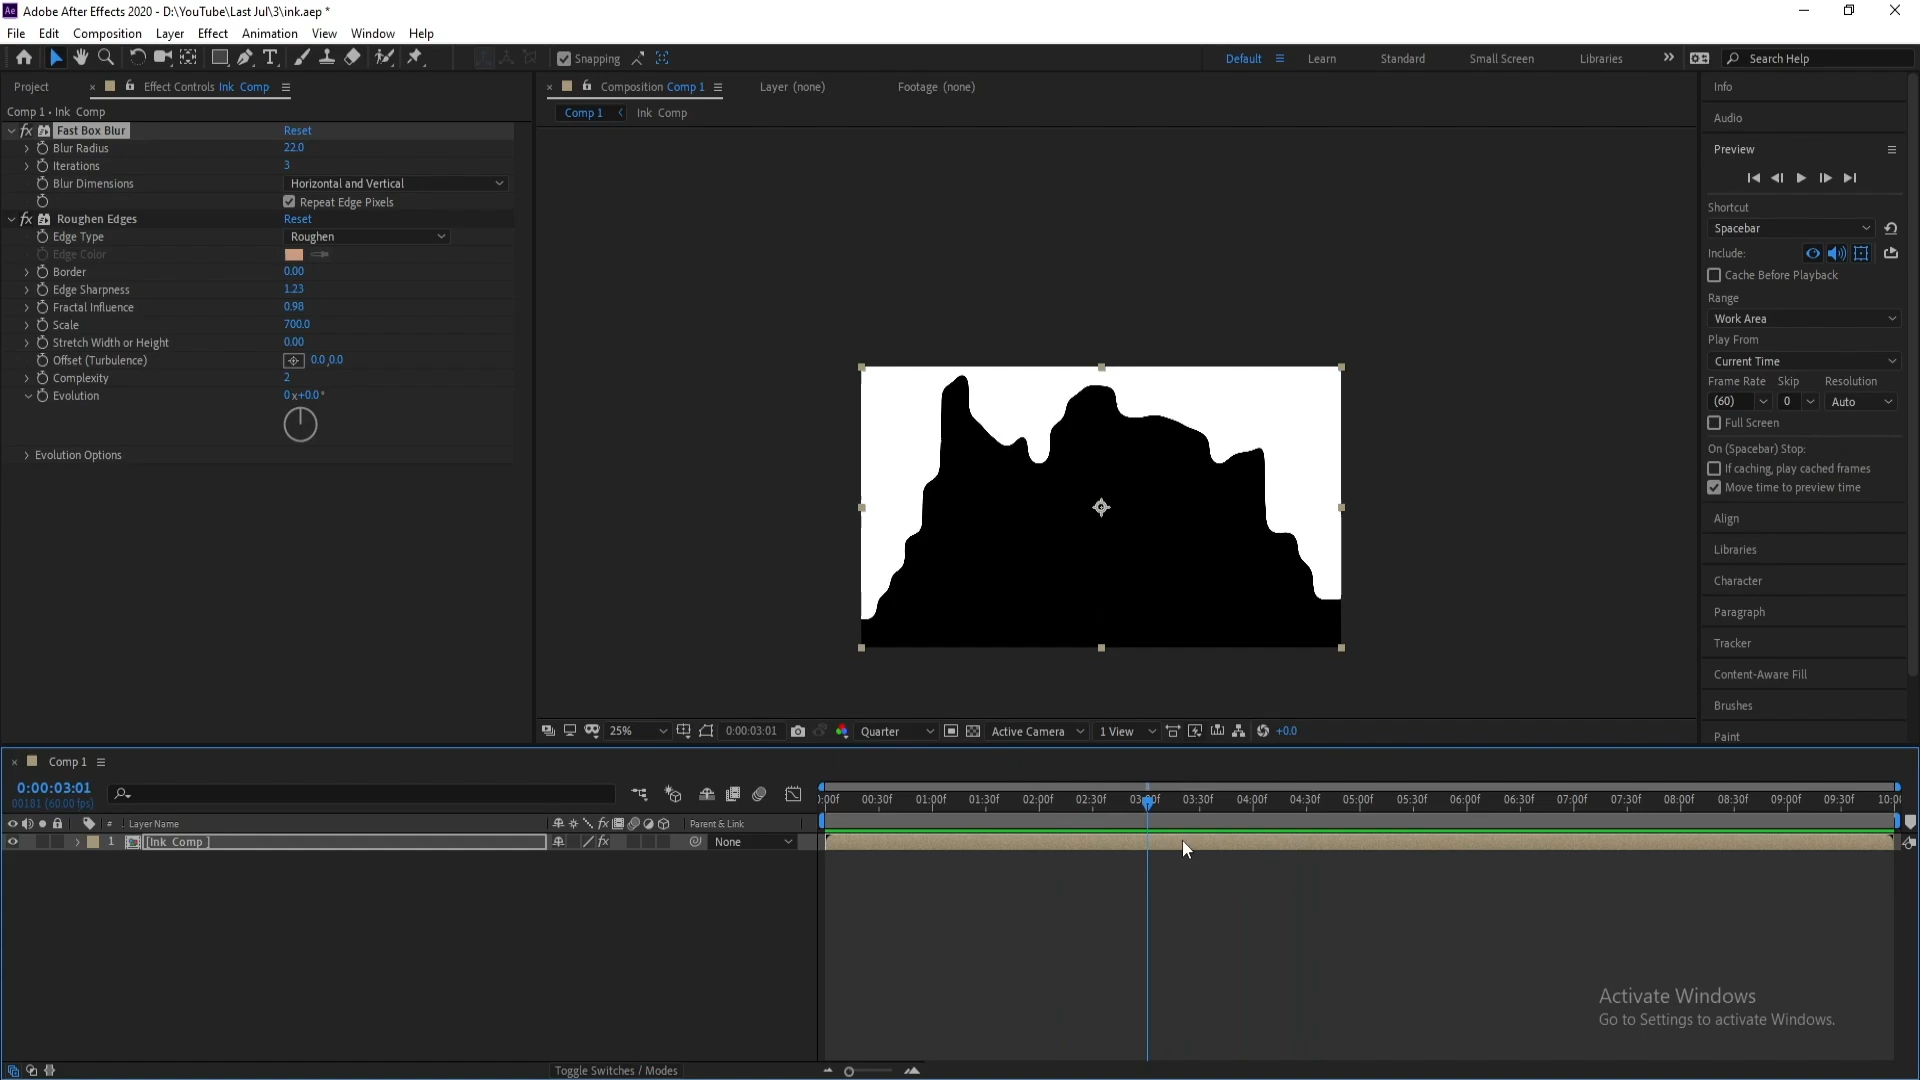 Adobe After Effects 2020 - D:\YouTube\Last Jul\3\ink.aep *
File Edit Composition Layer Effect Animation View Window Help
Snapping
Default Learn Standard Small Screen Libraries Search Help
Project Effect Controls Ink Comp
Comp 1 • Ink Comp
fx Fast Box Blur Reset
Blur Radius 22.0
Iterations 3
Blur Dimensions Horizontal and Vertical
Repeat Edge Pixels
fx Roughen Edges Reset
Edge Type Roughen
Edge Color
Border 0.00
Edge Sharpness 1.23
Fractal Influence 0.98
Scale 700.0
Stretch Width or Height 0.00
Offset (Turbulence) 0.0,0.0
Complexity 2
Evolution 0x+0.0°
Evolution Options
Composition Comp 1 Layer (none) Footage (none)
Comp 1 Ink Comp
25% 0:00:03:01 Quarter Active Camera 1 View +0.0
Info
Audio
Preview
Shortcut
Spacebar
Include:
Cache Before Playback
Range
Work Area
Play From
Current Time
Frame Rate Skip Resolution
(60) 0 Auto
Full Screen
On (Spacebar) Stop:
If caching, play cached frames
Move time to preview time
Align
Libraries
Character
Paragraph
Tracker
Content-Aware Fill
Brushes
Paint
Comp 1
0:00:03:01
00181 (60.00 fps)
:00f 00:30f 01:00f 01:30f 02:00f 02:30f 03:00f 03:30f 04:00f 04:30f 05:00f 05:30f 06:00f 06:30f 07:00f 07:30f 08:00f 08:30f 09:00f 09:30f 10:0
# Layer Name fx Parent & Link
1 [Ink Comp] fx None
Activate Windows
Go to Settings to activate Windows.
Toggle Switches / Modes